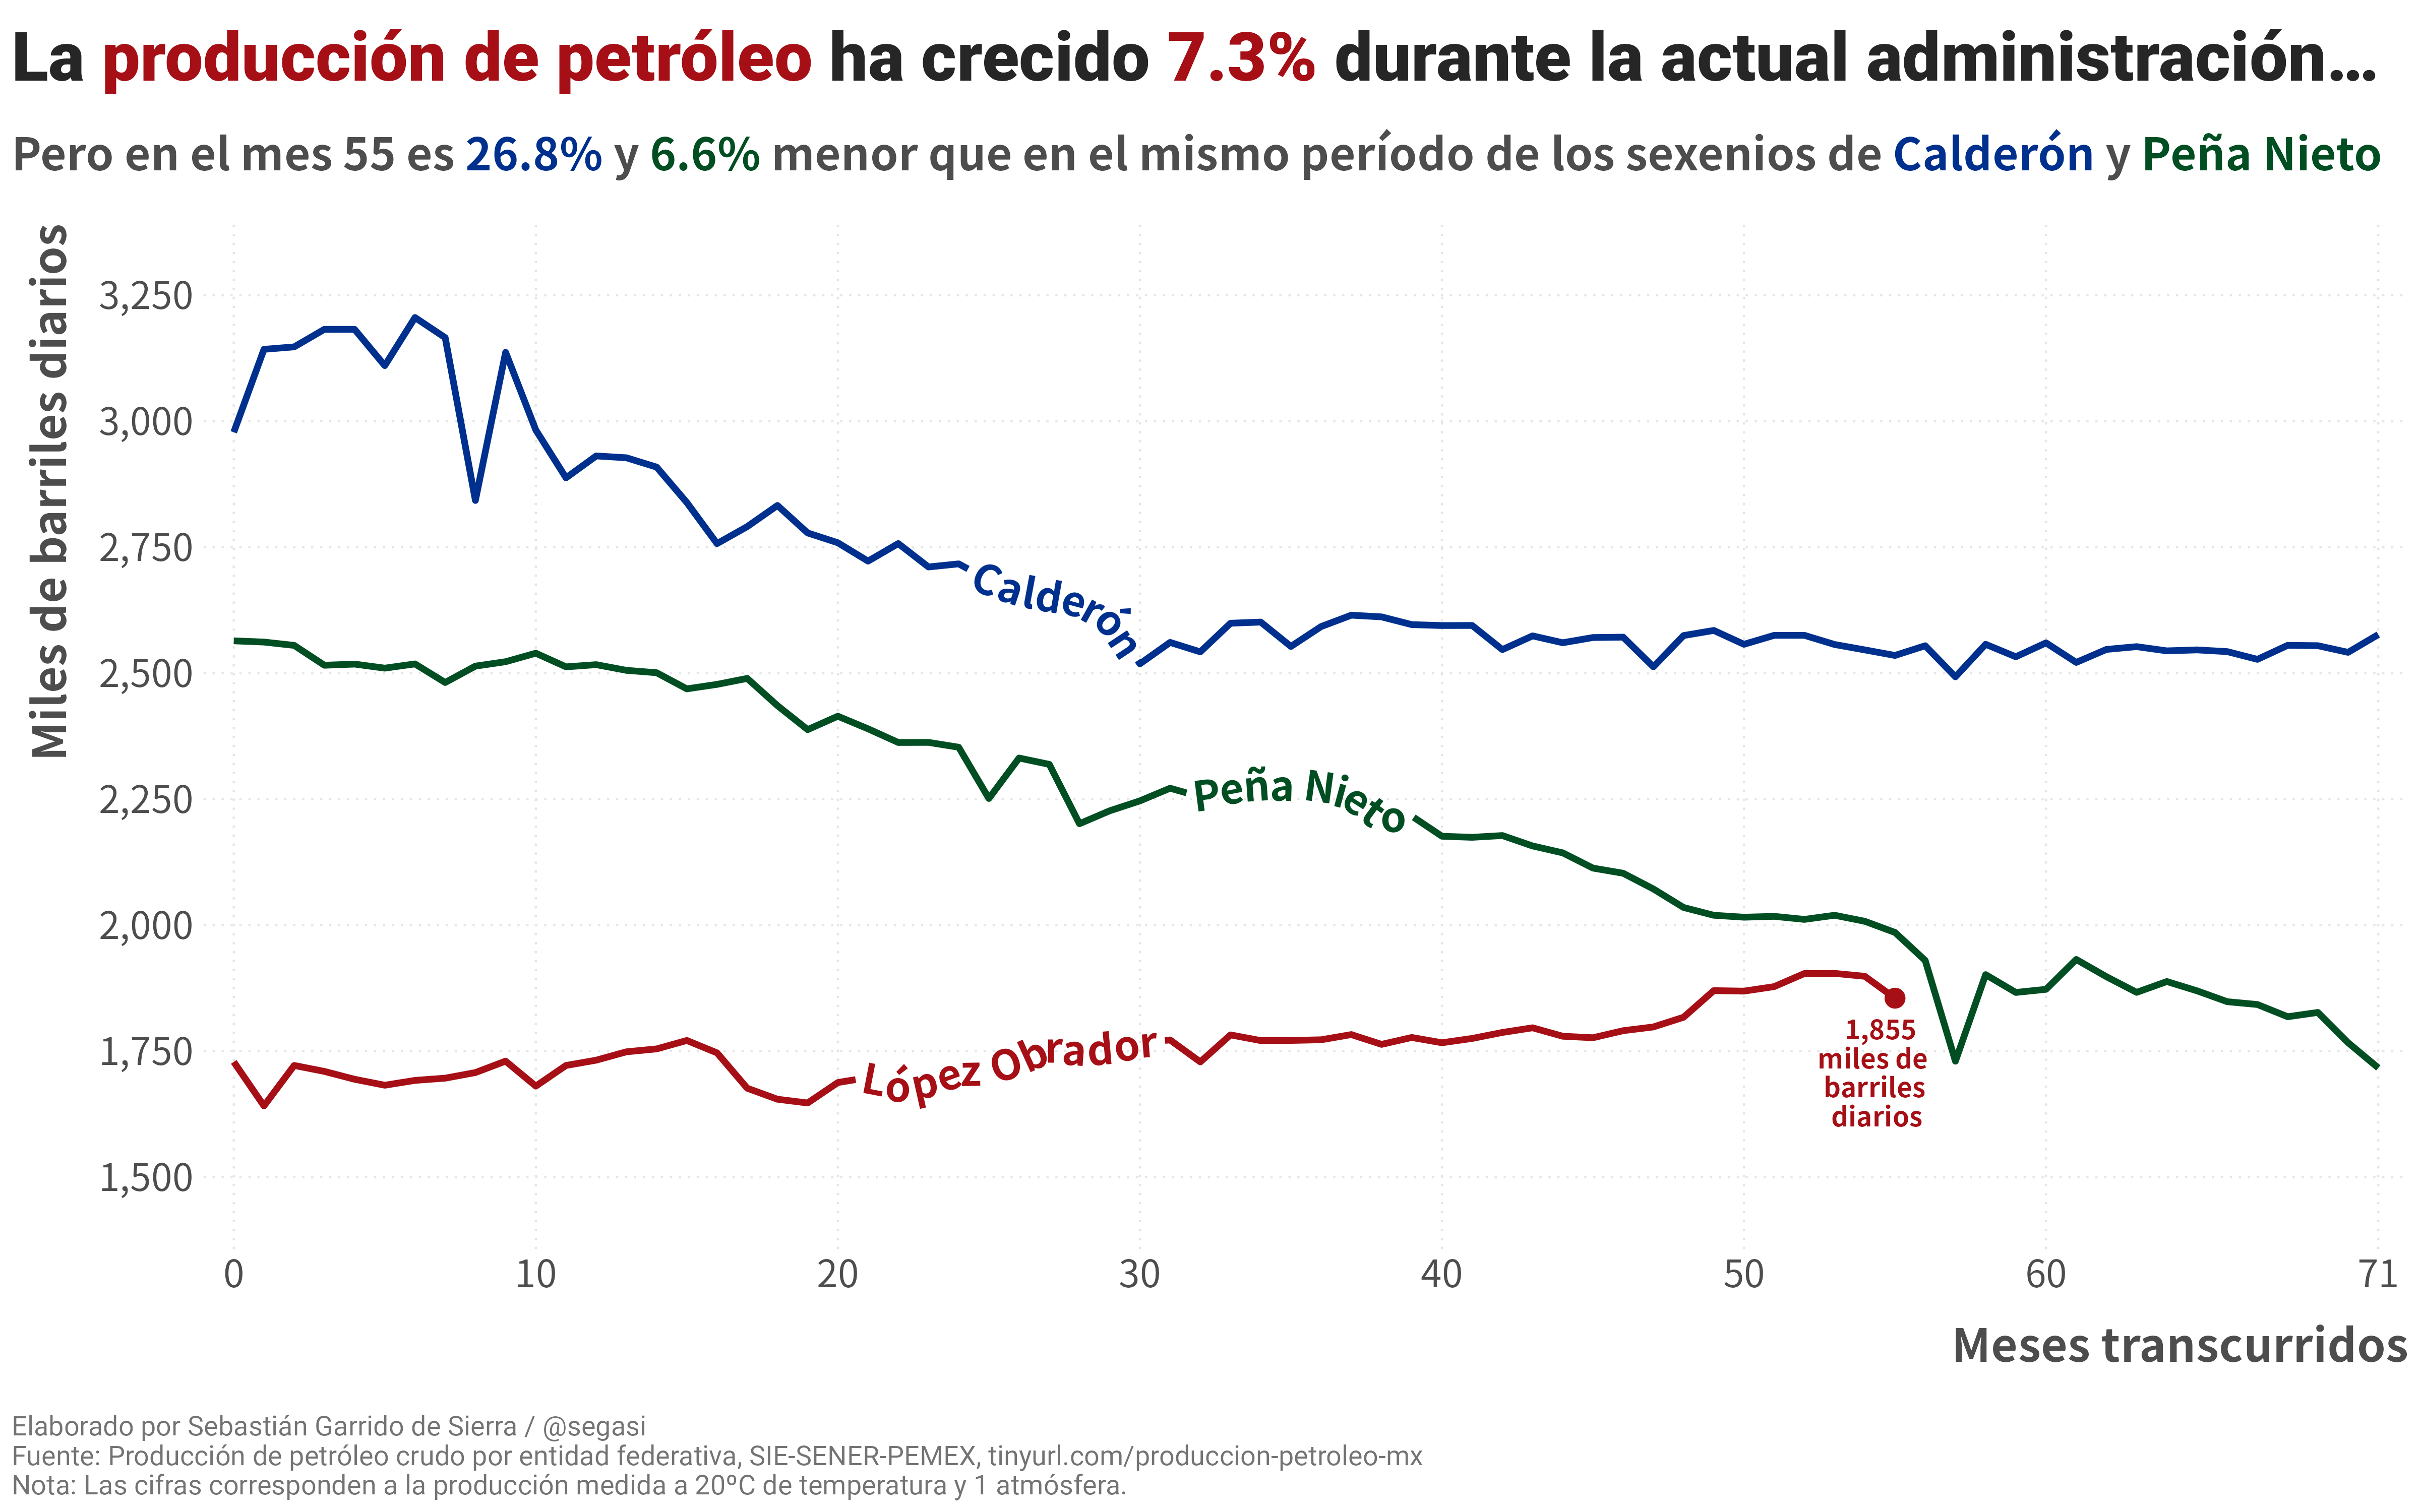 La producción de petróleo ha crecido 7.3% durante la actual administración...
Pero en el mes 55 es 26.8% y 6.6% menor que en el mismo período de los sexenios de Calderón y Peña Nieto
Miles de barriles diarios
3,250
3,000
2,750
2,500
2,250
2,000
1,750
1,500
Calderón
Peña Nieto
López Obrador
1,855
miles de
barriles
diarios
0 10 20 30 40 50 60 71
Meses transcurridos
Elaborado por Sebastián Garrido de Sierra / @segasi
Fuente: Producción de petróleo crudo por entidad federativa, SIE-SENER-PEMEX, tinyurl.com/produccion-petroleo-mx
Nota: Las cifras corresponden a la producción medida a 20ºC de temperatura y 1 atmósfera.